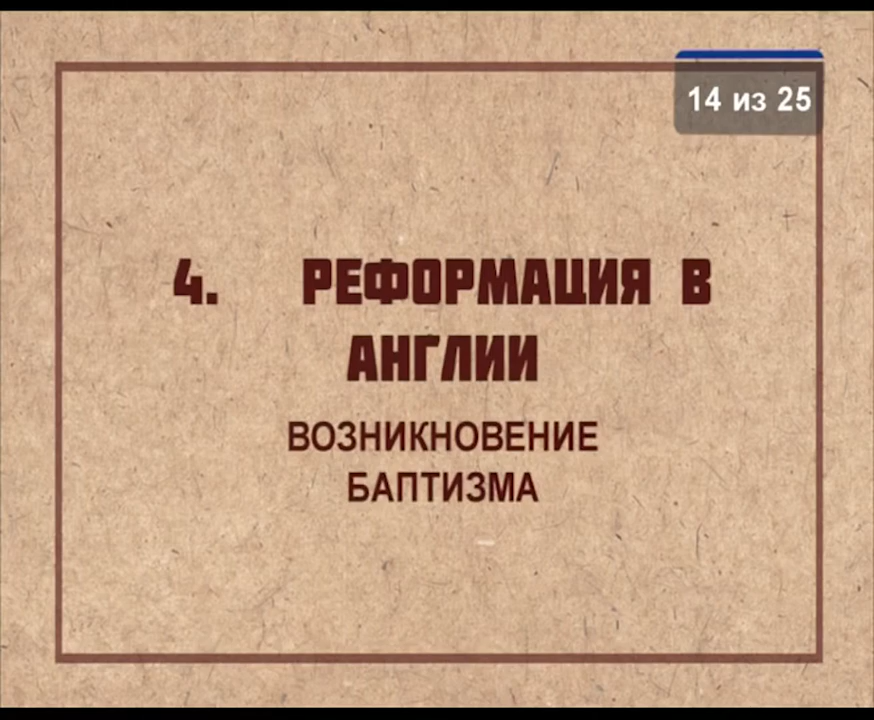 14 из 25
4. РЕФОРМАЦИЯ В
АНГЛИИ
ВОЗНИКНОВЕНИЕ
БАПТИЗМА